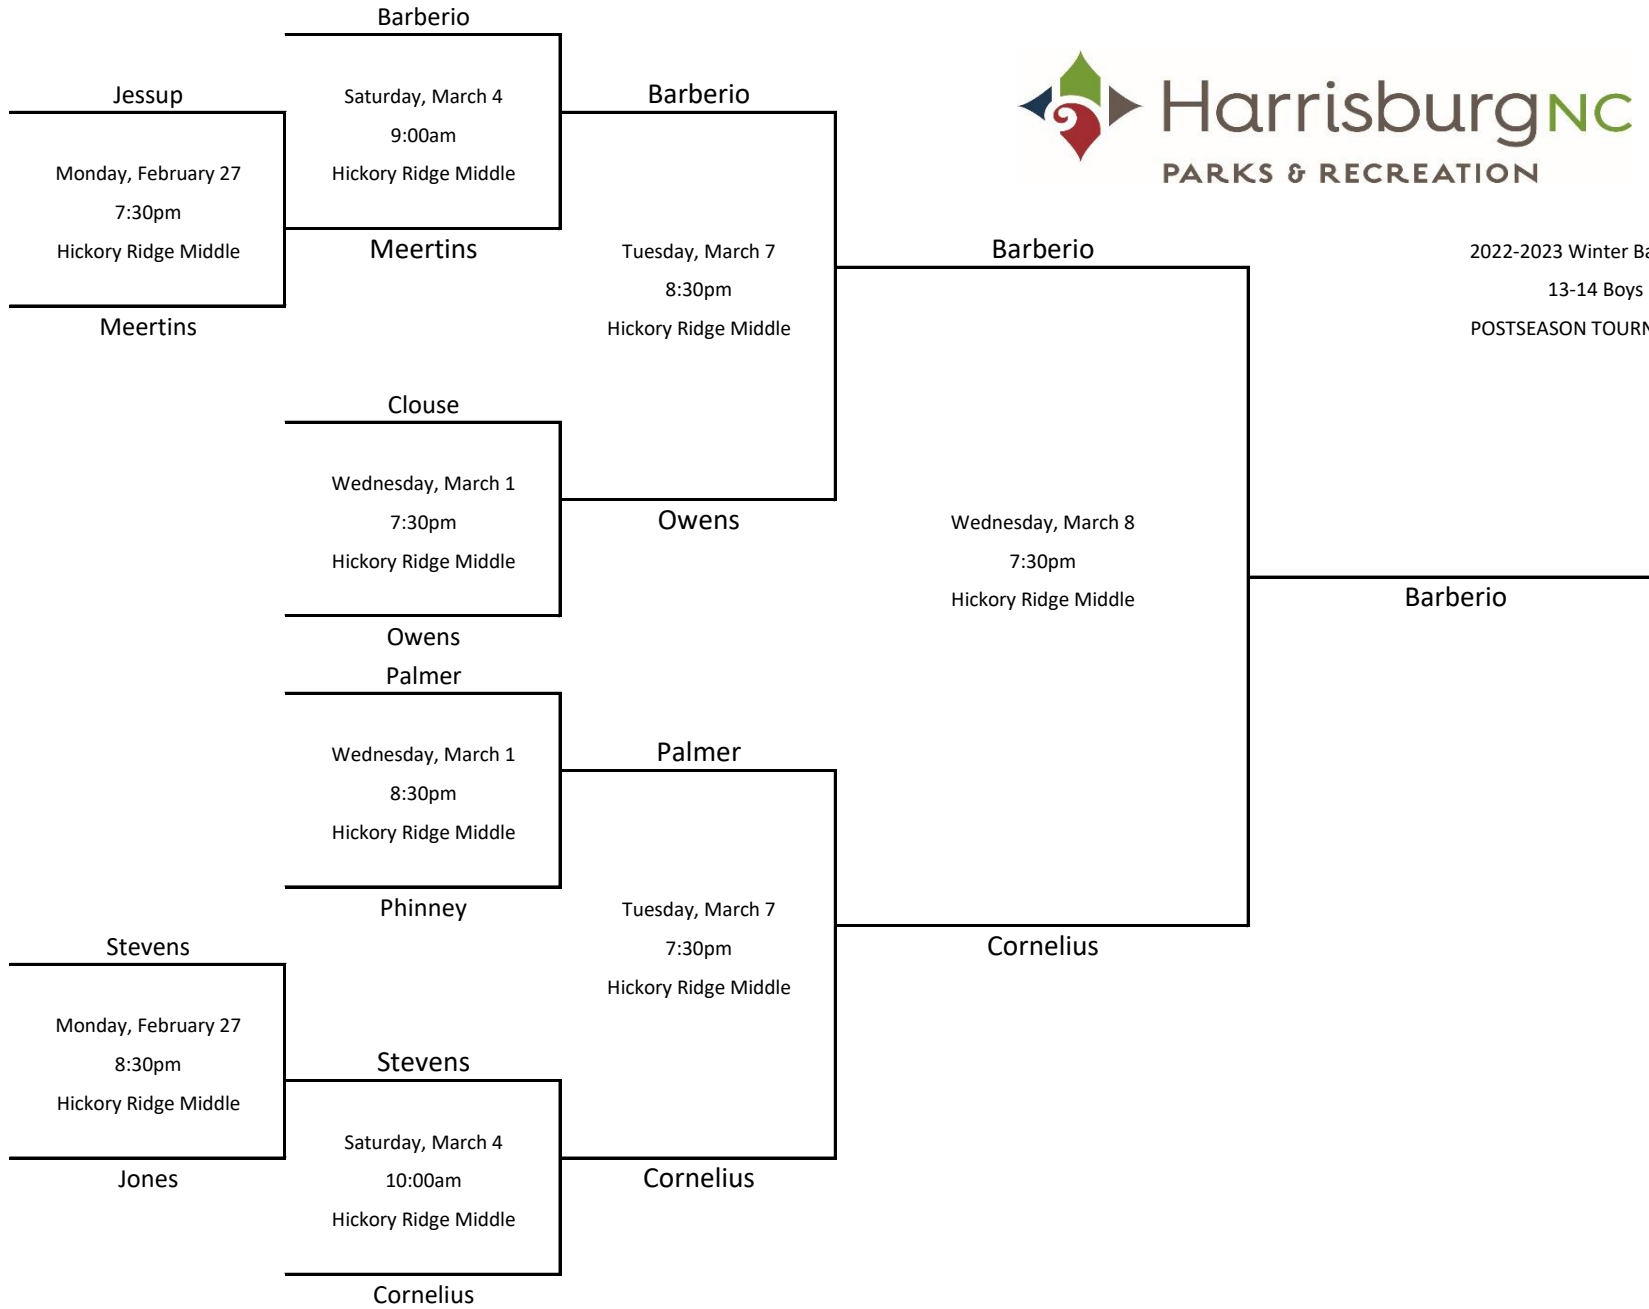 Barberio
Jessup
Saturday, March 4
9:00am
Hickory Ridge Middle
Barberio
HarrisburgNC
PARKS & RECREATION
Monday, February 27
7:30pm
Hickory Ridge Middle
Meertins
Meertins
Tuesday, March 7
8:30pm
Hickory Ridge Middle
Barberio
2022-2023 Winter
13-14 Boys
POSTSEASON
Clouse
Wednesday, March 1
7:30pm
Hickory Ridge Middle
Owens
Owens
Wednesday, March 8
7:30pm
Hickory Ridge Middle
Barberio
Palmer
Wednesday, March 1
8:30pm
Hickory Ridge Middle
Phinney
Palmer
Tuesday, March 7
7:30pm
Hickory Ridge Middle
Cornelius
Stevens
Monday, February 27
8:30pm
Hickory Ridge Middle
Jones
Stevens
Saturday, March 4
10:00am
Hickory Ridge Middle
Cornelius
Cornelius